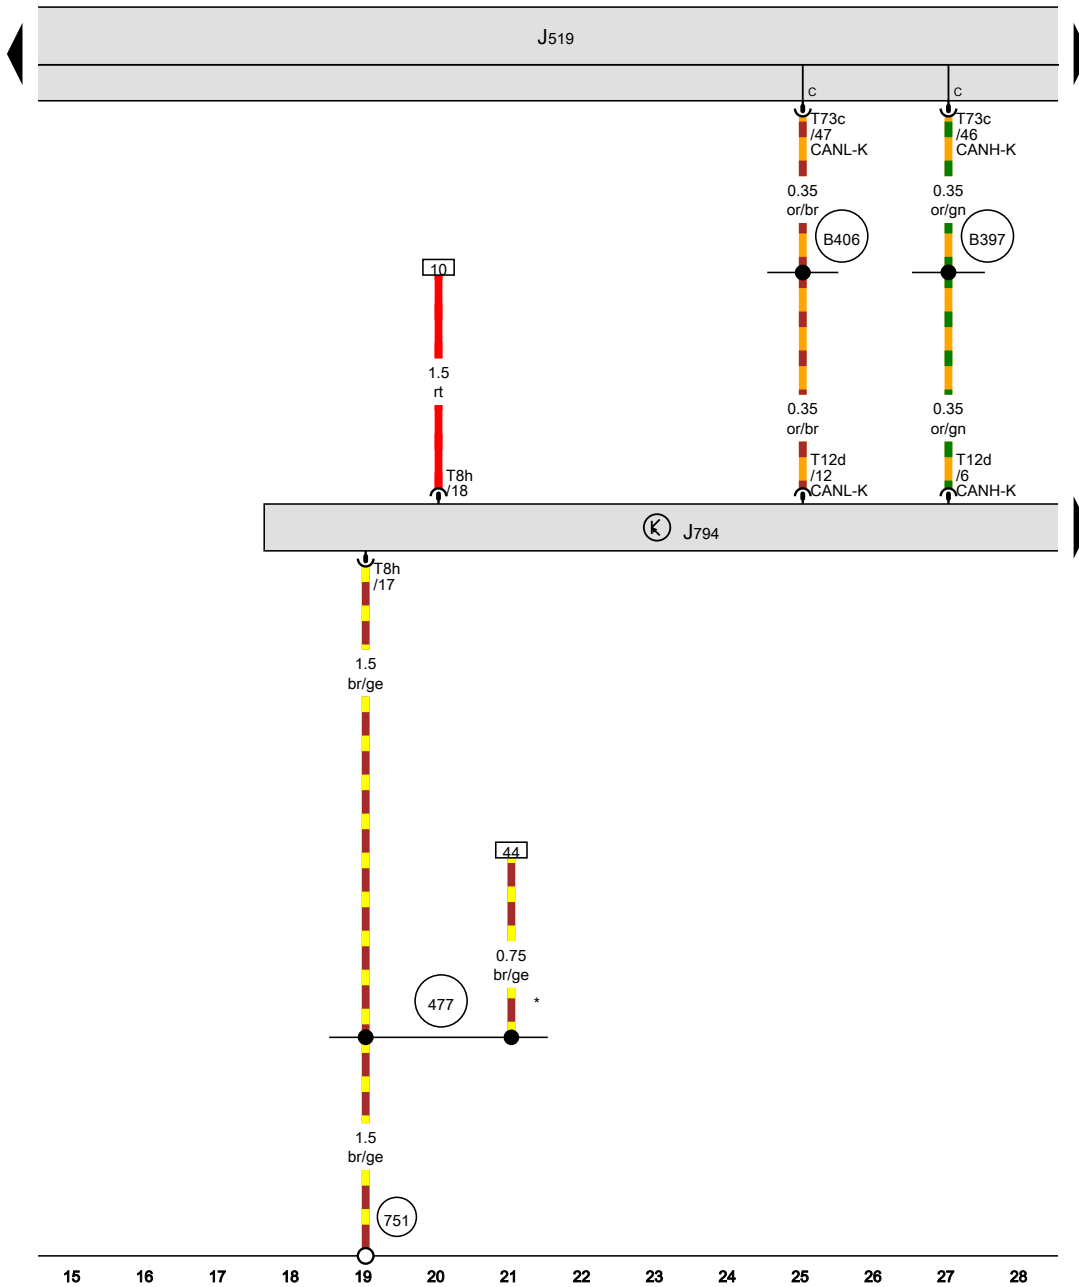 J519
C
C
T73c
/47
CANL-K
T73c
/46
CANH-K
0.35
or/br
0.35
or/gn
B406
B397
10
1.5
rt
0.35
or/br
0.35
or/gn
T8h
/18
T12d
/12
CANL-K
T12d
/6
CANH-K
K J794
T8h
/17
1.5
br/ge
44
0.75
br/ge
477
*
1.5
br/ge
751
15 16 17 18 19 20 21 22 23 24 25 26 27 28